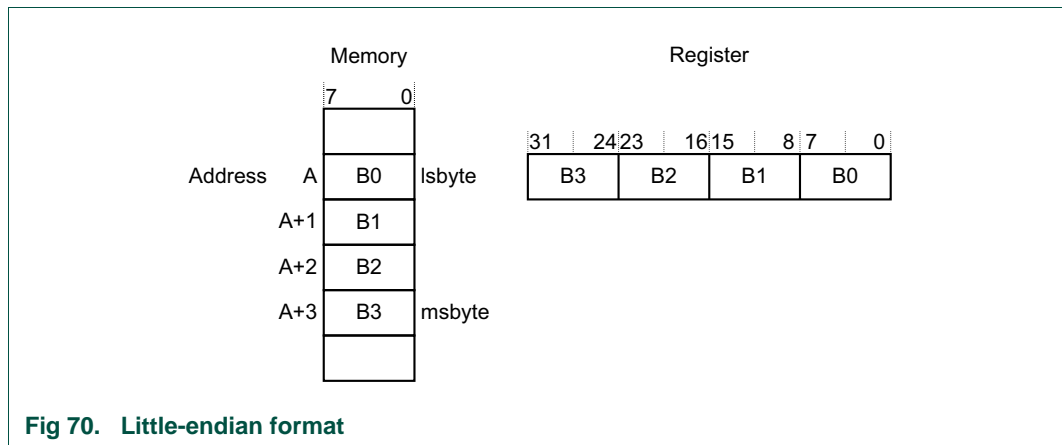 Memory
Register
7 0
31 24 23 16 15 8 7 0
Address A B0 lsbyte
B3 B2 B1 B0
A+1 B1
A+2 B2
A+3 B3 msbyte
Fig 70. Little-endian format